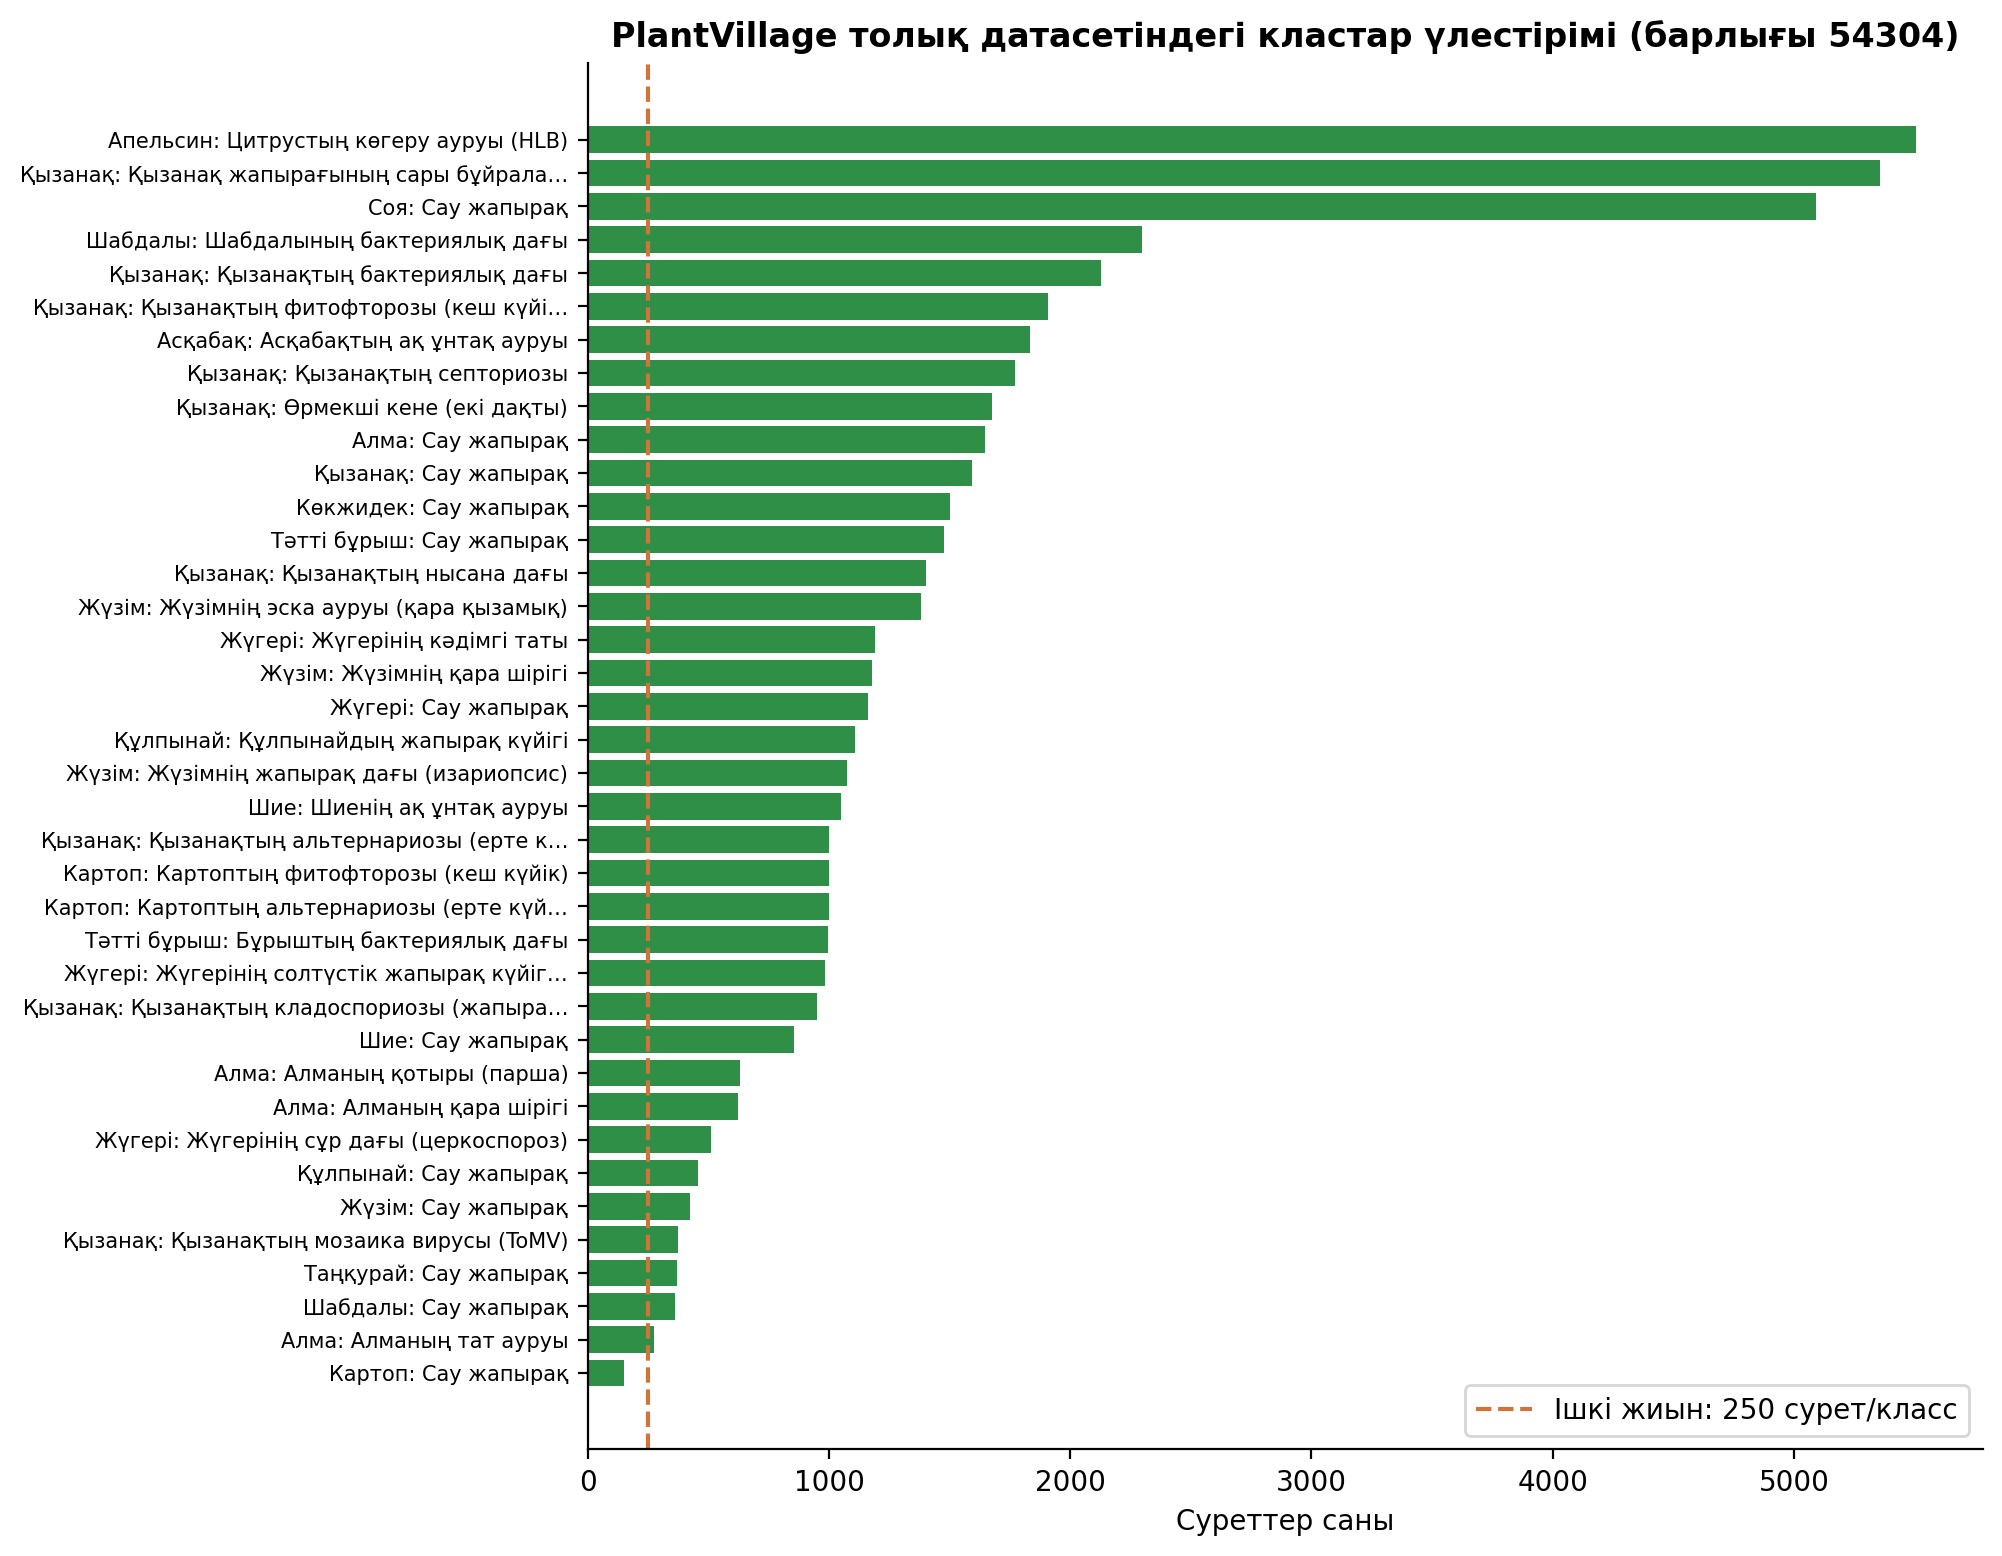 PlantVillage толық датасетіндегі кластар үлестірімі (барлығы 54304)
Апельсин: Цитрустың көгеру ауруы (HLB)
Қызанақ: Қызанақ жапырағының сары бұйрала…
Соя: Сау жапырақ
Шабдалы: Шабдалының бактериялық дағы
Қызанақ: Қызанақтың бактериялық дағы
Қызанақ: Қызанақтың фитофторозы (кеш күйі…
Асқабақ: Асқабақтың ақ ұнтақ ауруы
Қызанақ: Қызанақтың септориозы
Қызанақ: Өрмекші кене (екі дақты)
Алма: Сау жапырақ
Қызанақ: Сау жапырақ
Көкжидек: Сау жапырақ
Тәтті бұрыш: Сау жапырақ
Қызанақ: Қызанақтың нысана дағы
Жүзім: Жүзімнің эска ауруы (қара қызамық)
Жүгері: Жүгерінің кәдімгі таты
Жүзім: Жүзімнің қара шірігі
Жүгері: Сау жапырақ
Құлпынай: Құлпынайдың жапырақ күйігі
Жүзім: Жүзімнің жапырақ дағы (изариопсис)
Шие: Шиенің ақ ұнтақ ауруы
Қызанақ: Қызанақтың альтернариозы (ерте к…
Картоп: Картоптың фитофторозы (кеш күйік)
Картоп: Картоптың альтернариозы (ерте күй…
Тәтті бұрыш: Бұрыштың бактериялық дағы
Жүгері: Жүгерінің солтүстік жапырақ күйіг…
Қызанақ: Қызанақтың кладоспориозы (жапыра…
Шие: Сау жапырақ
Алма: Алманың қотыры (парша)
Алма: Алманың қара шірігі
Жүгері: Жүгерінің сұр дағы (церкоспороз)
Құлпынай: Сау жапырақ
Жүзім: Сау жапырақ
Қызанақ: Қызанақтың мозаика вирусы (ToMV)
Таңқурай: Сау жапырақ
Шабдалы: Сау жапырақ
Алма: Алманың тат ауруы
Картоп: Сау жапырақ
Ішкі жиын: 250 сурет/класс
0 1000 2000 3000 4000 5000
Суреттер саны